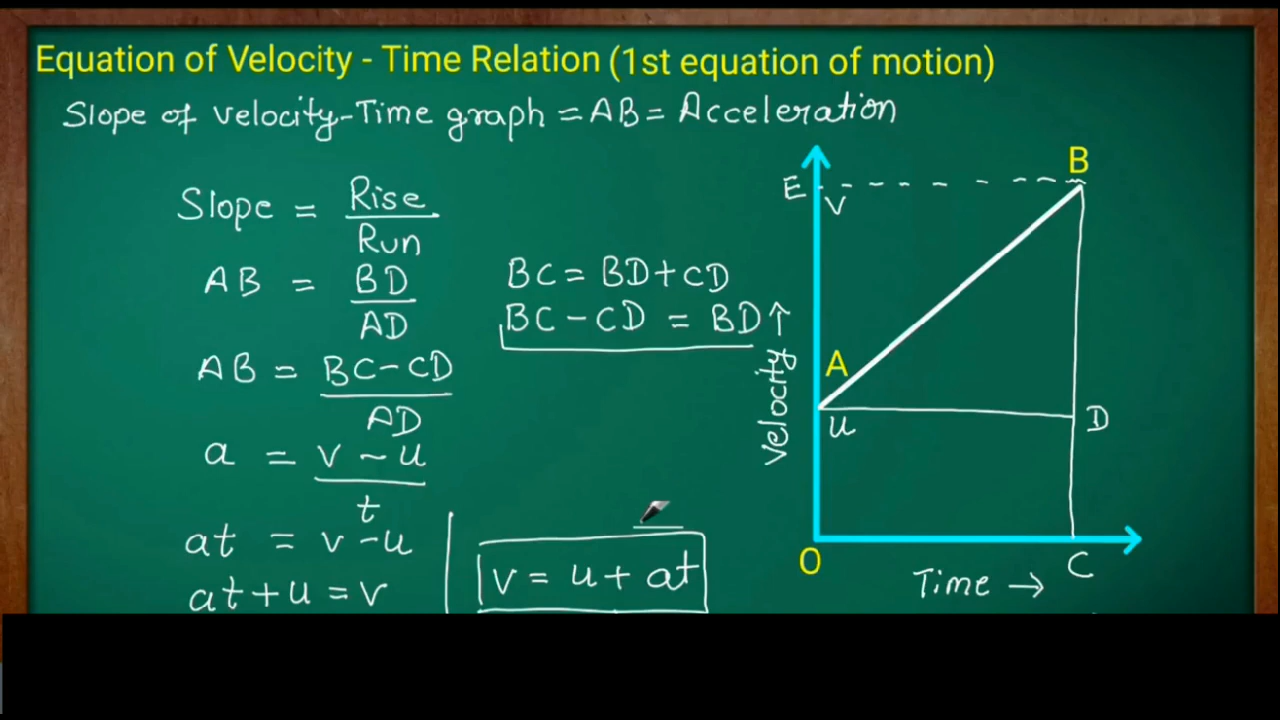 Equation of Velocity - Time Relation (1st equation of motion)
Slope of velocity-Time graph = AB = Acceleration
Slope = Rise / Run
AB = BD / AD
AB = BC - CD / AD
a = v - u / t
at = v - u
at + u = v
BC = BD + CD
BC - CD = BD
v = u + at
E
V
B
A
u
D
O
C
Velocity →
Time →